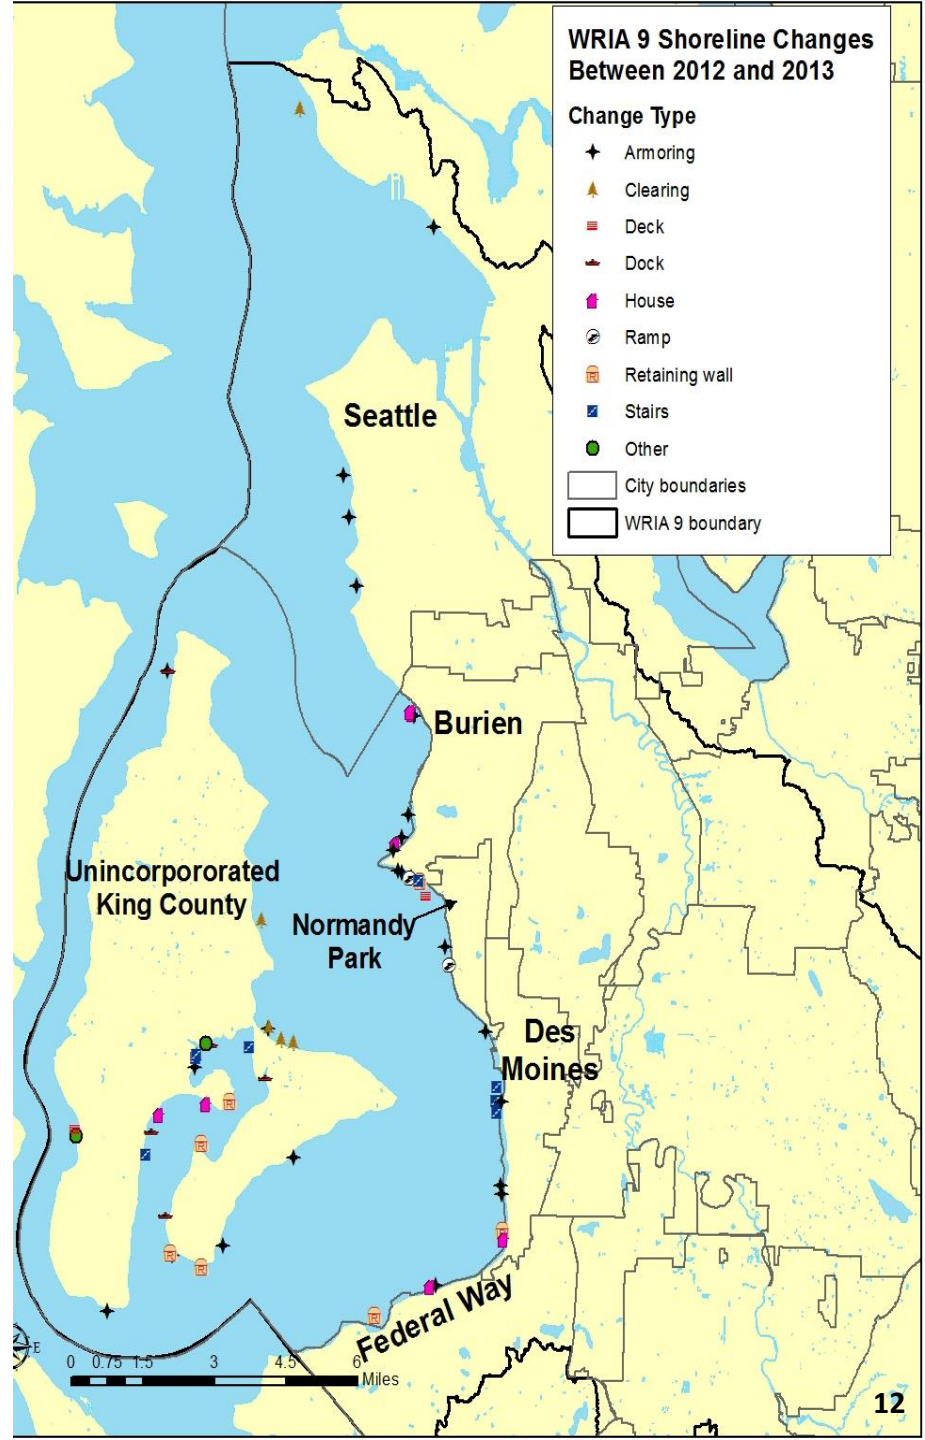 WRIA 9 Shoreline Changes
Between 2012 and 2013
Change Type
Armoring
Clearing
Deck
Dock
House
Ramp
R Retaining wall
Stairs
Other
City boundaries
WRIA 9 boundary
Seattle
Burien
Unincorpororated
King County
Normandy
Park
Des
Moines
R
R
R
R
R
R
Federal Way
E
0 0.75 1.5 3 4.5 6
Miles
12